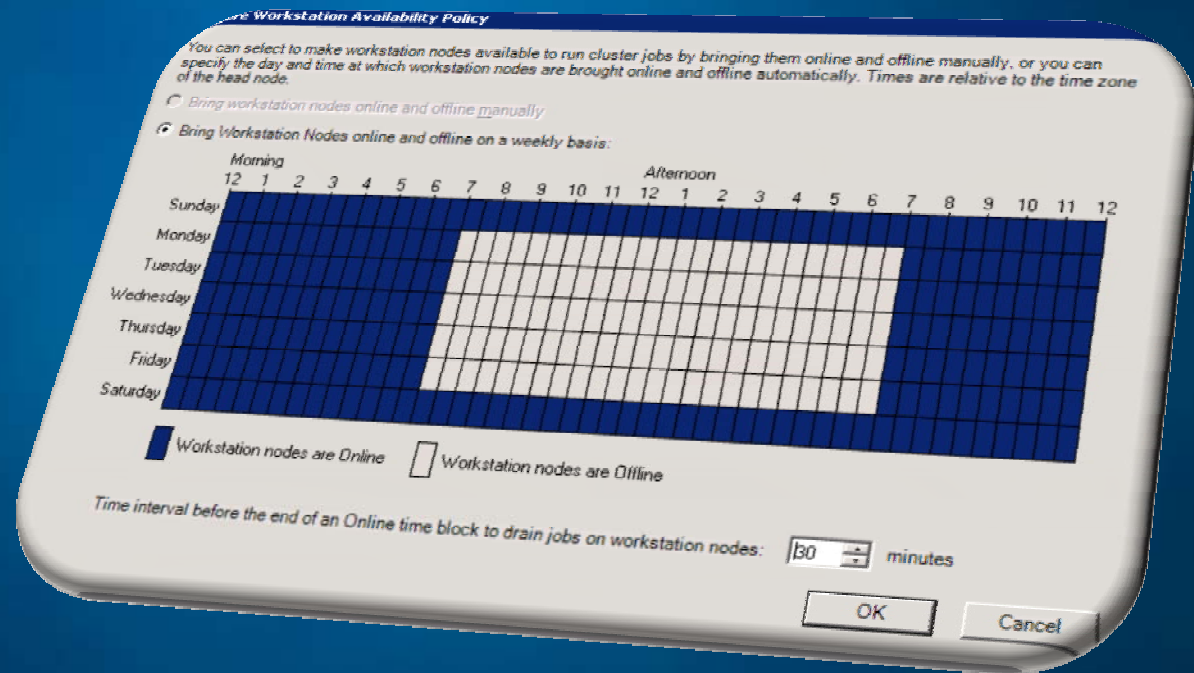 Workstation Availability Policy
You can select to make workstation nodes available to run cluster jobs by bringing them online and offline manually, or you can
specify the day and time at which workstation nodes are brought online and offline automatically. Times are relative to the time zone
of the head node.
Bring workstation nodes online and offline manually
Bring Workstation Nodes online and offline on a weekly basis:
Morning Afternoon
12 1 2 3 4 5 6 7 8 9 10 11 12 1 2 3 4 5 6 7 8 9 10 11 12
Sunday
Monday
Tuesday
Wednesday
Thursday
Friday
Saturday
Workstation nodes are Online Workstation nodes are Offline
Time interval before the end of an Online time block to drain jobs on workstation nodes: 30 minutes
OK Cancel